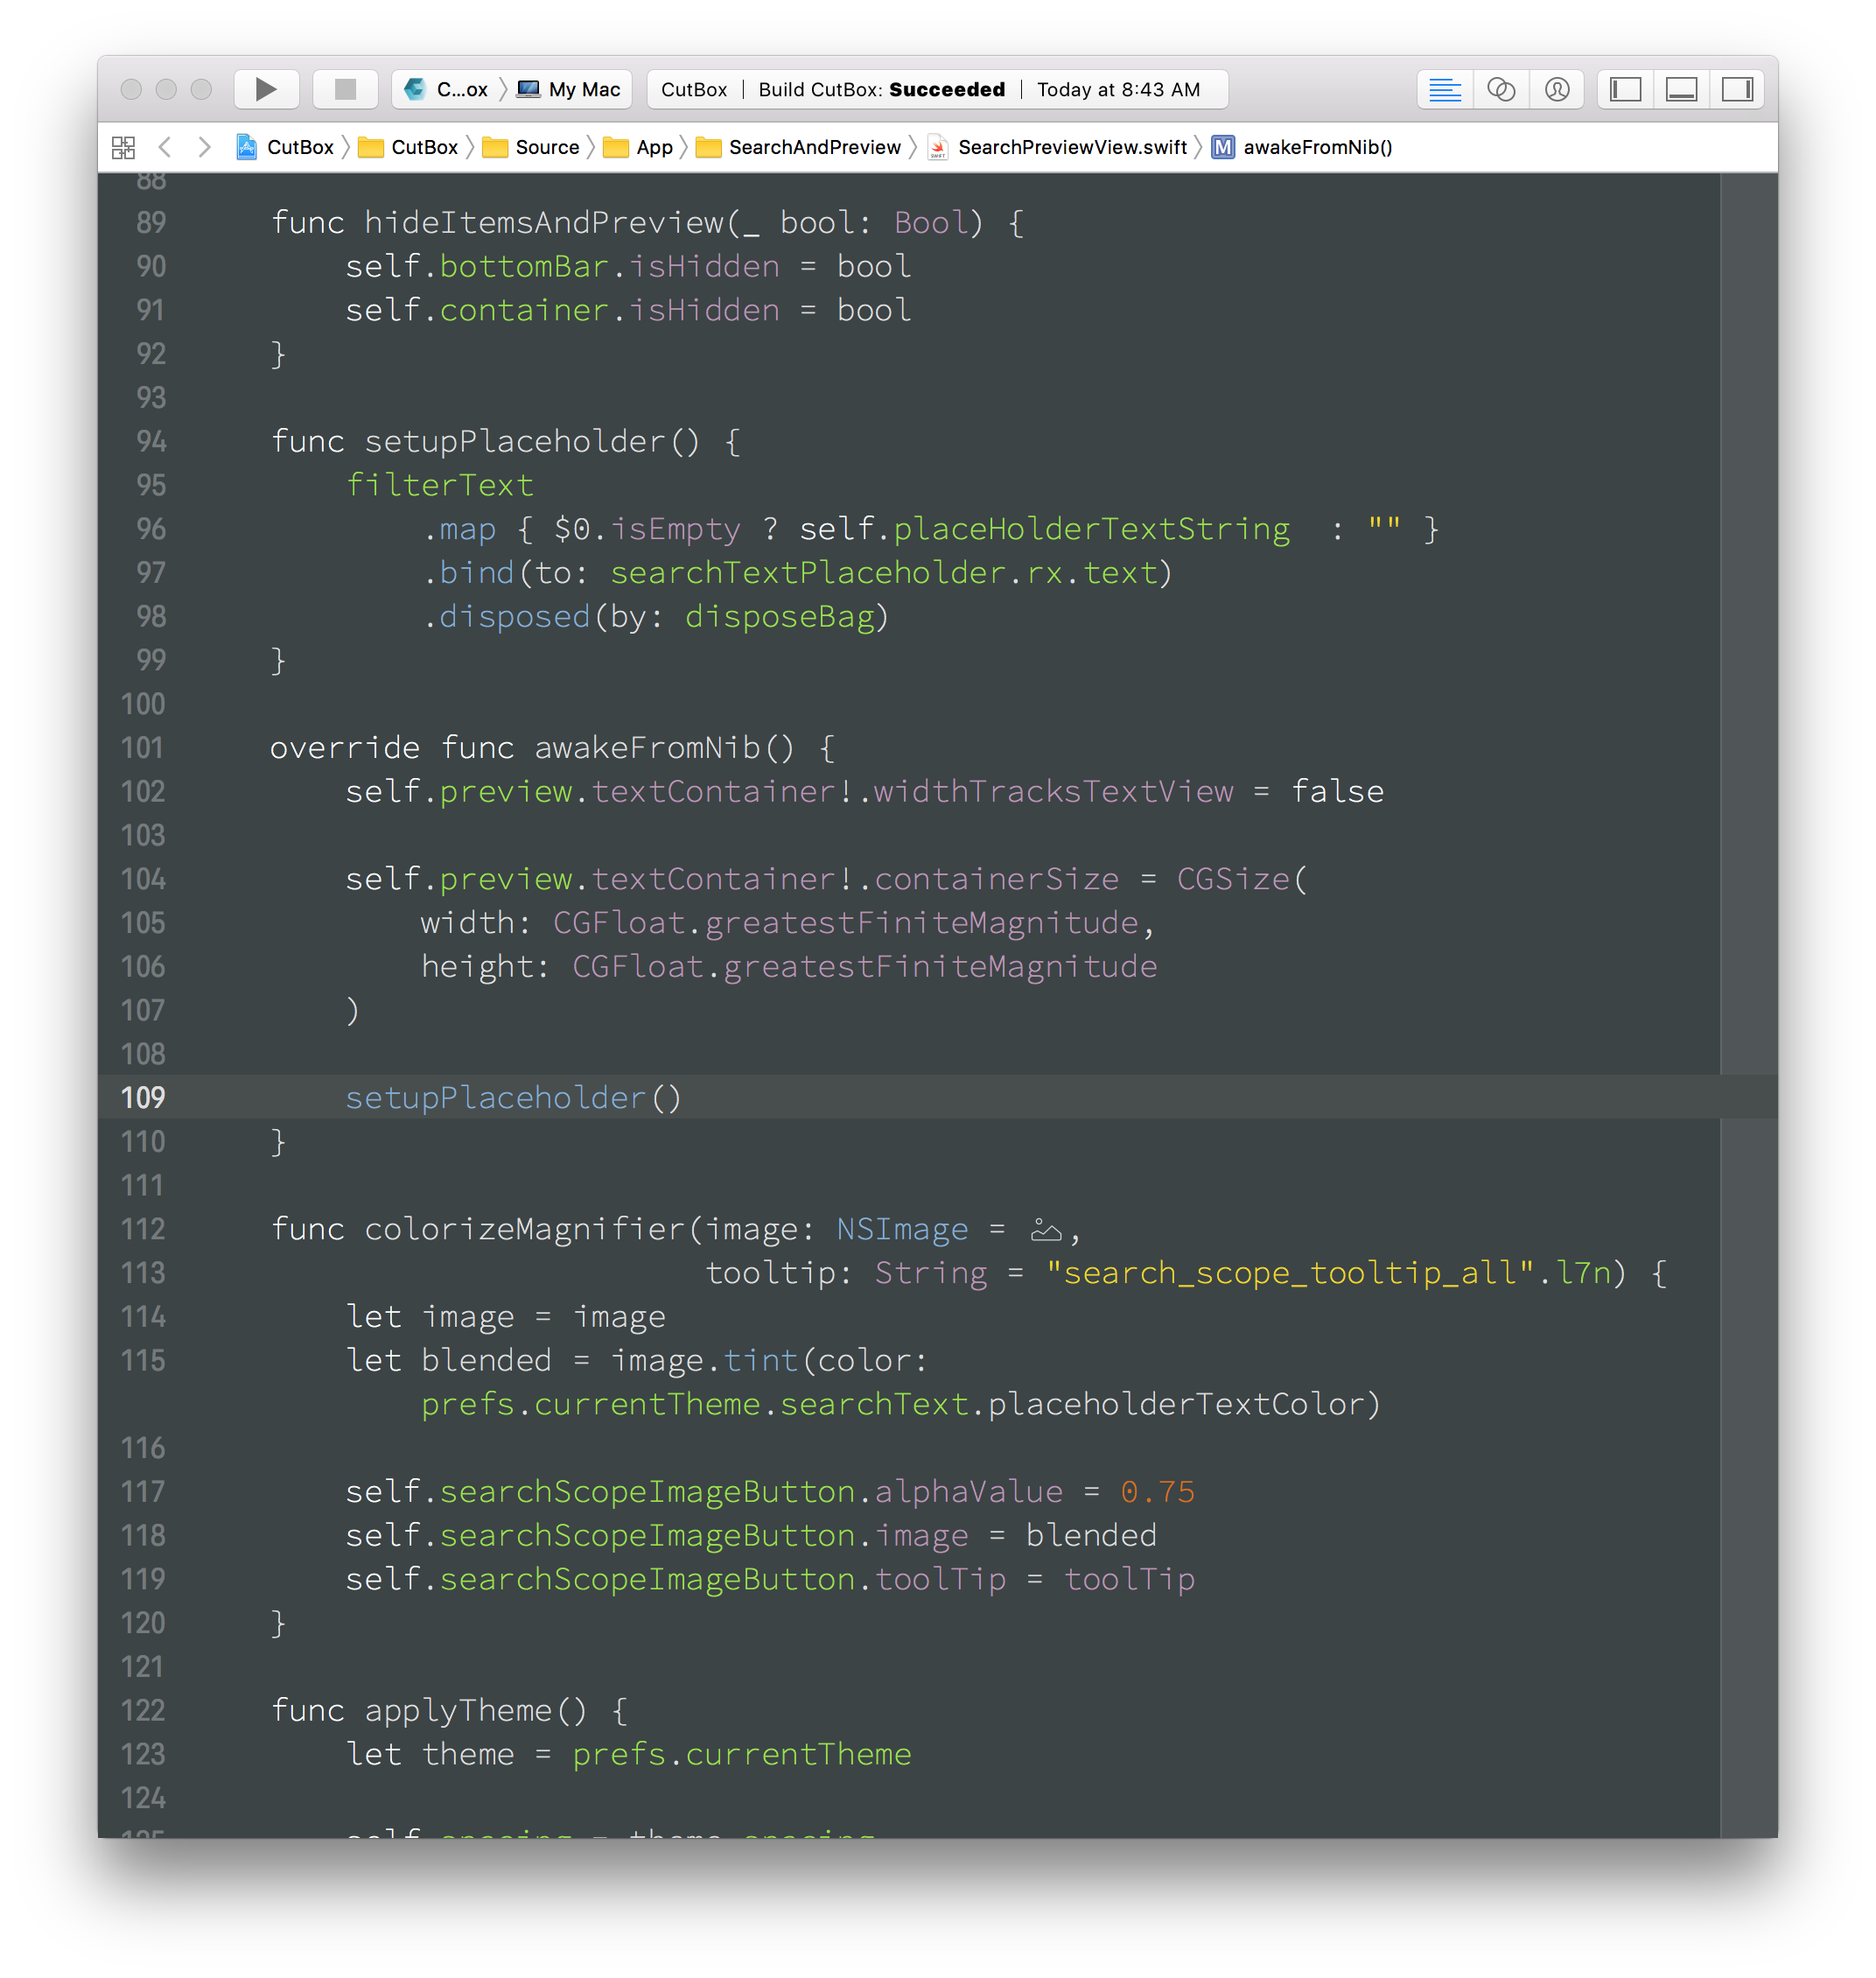 C...ox My Mac CutBox | Build CutBox: Succeeded | Today at 8:43 AM
CutBox CutBox Source App SearchAndPreview SearchPreviewView.swift M awakeFromNib()
88
89 func hideItemsAndPreview(_ bool: Bool) {
90 self.bottomBar.isHidden = bool
91 self.container.isHidden = bool
92 }
93
94 func setupPlaceholder() {
95 filterText
96 .map { $0.isEmpty ? self.placeHolderTextString  : "" }
97 .bind(to: searchTextPlaceholder.rx.text)
98 .disposed(by: disposeBag)
99 }
100
101 override func awakeFromNib() {
102 self.preview.textContainer!.widthTracksTextView = false
103
104 self.preview.textContainer!.containerSize = CGSize(
105 width: CGFloat.greatestFiniteMagnitude,
106 height: CGFloat.greatestFiniteMagnitude
107 )
108
109 setupPlaceholder()
110 }
111
112 func colorizeMagnifier(image: NSImage = ,
113 tooltip: String = "search_scope_tooltip_all".l7n) {
114 let image = image
115 let blended = image.tint(color:
prefs.currentTheme.searchText.placeholderTextColor)
116
117 self.searchScopeImageButton.alphaValue = 0.75
118 self.searchScopeImageButton.image = blended
119 self.searchScopeImageButton.toolTip = toolTip
120 }
121
122 func applyTheme() {
123 let theme = prefs.currentTheme
124
125 self.spacing = theme.spacing